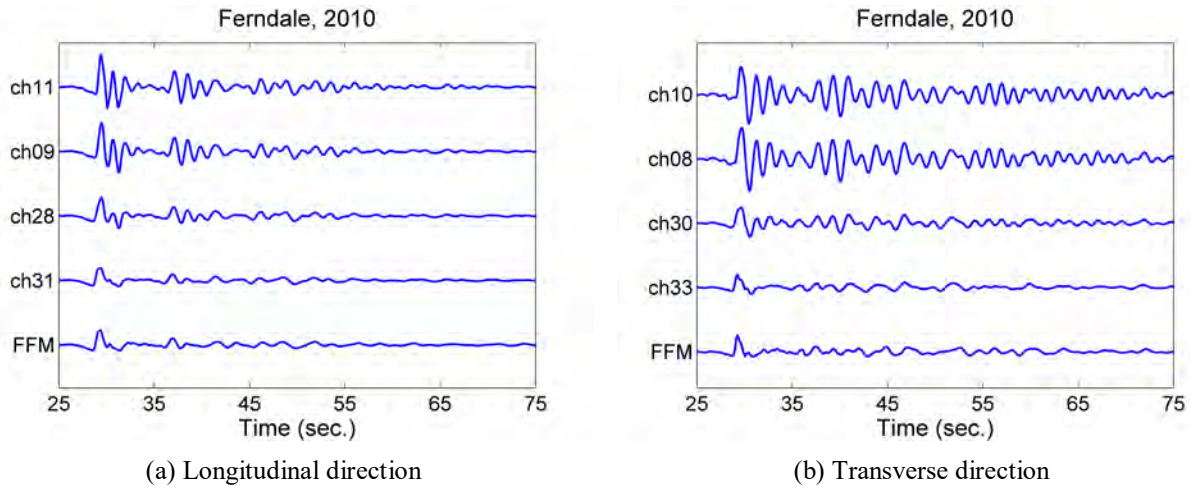 Ferndale, 2010
ch11
ch09
ch28
ch31
FFM
25 35 45 55 65 75
Time (sec.)
(a) Longitudinal direction
Ferndale, 2010
ch10
ch08
ch30
ch33
FFM
25 35 45 55 65 75
Time (sec.)
(b) Transverse direction